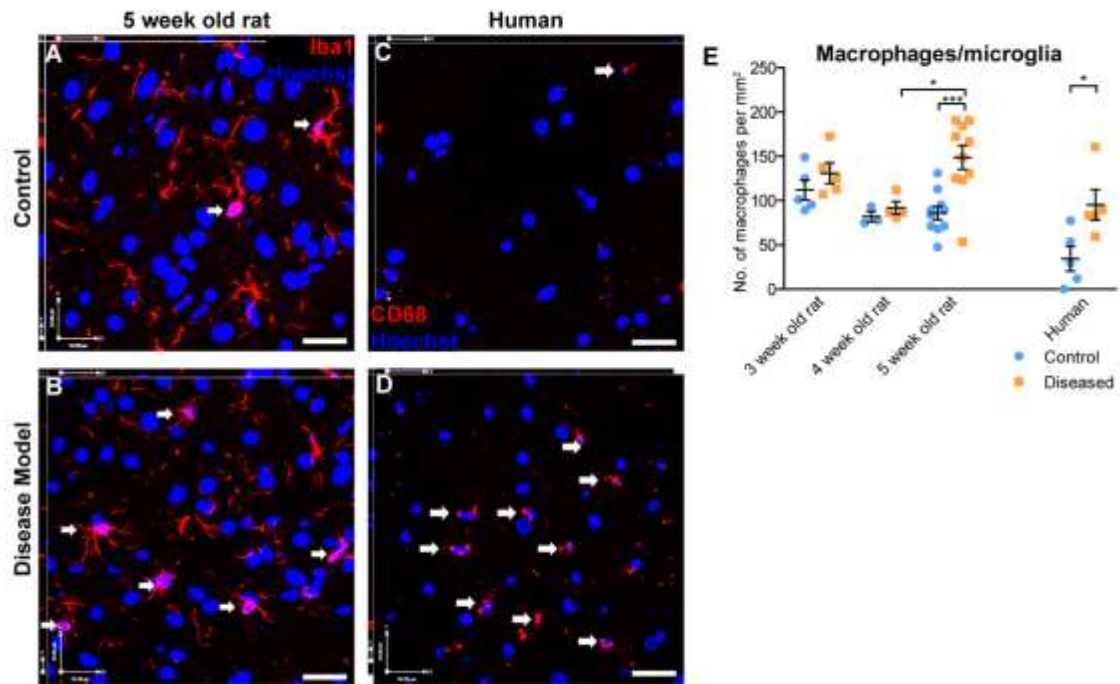 5 week old rat
Human
Control
Disease Model
A
Iba1
Hoechst
B
C
CD68
Hoechst
D
E
Macrophages/microglia
No. of macrophages per mm²
250
200
150
100
50
0
*
***
*
3 week old rat
4 week old rat
5 week old rat
Human
Control
Diseased